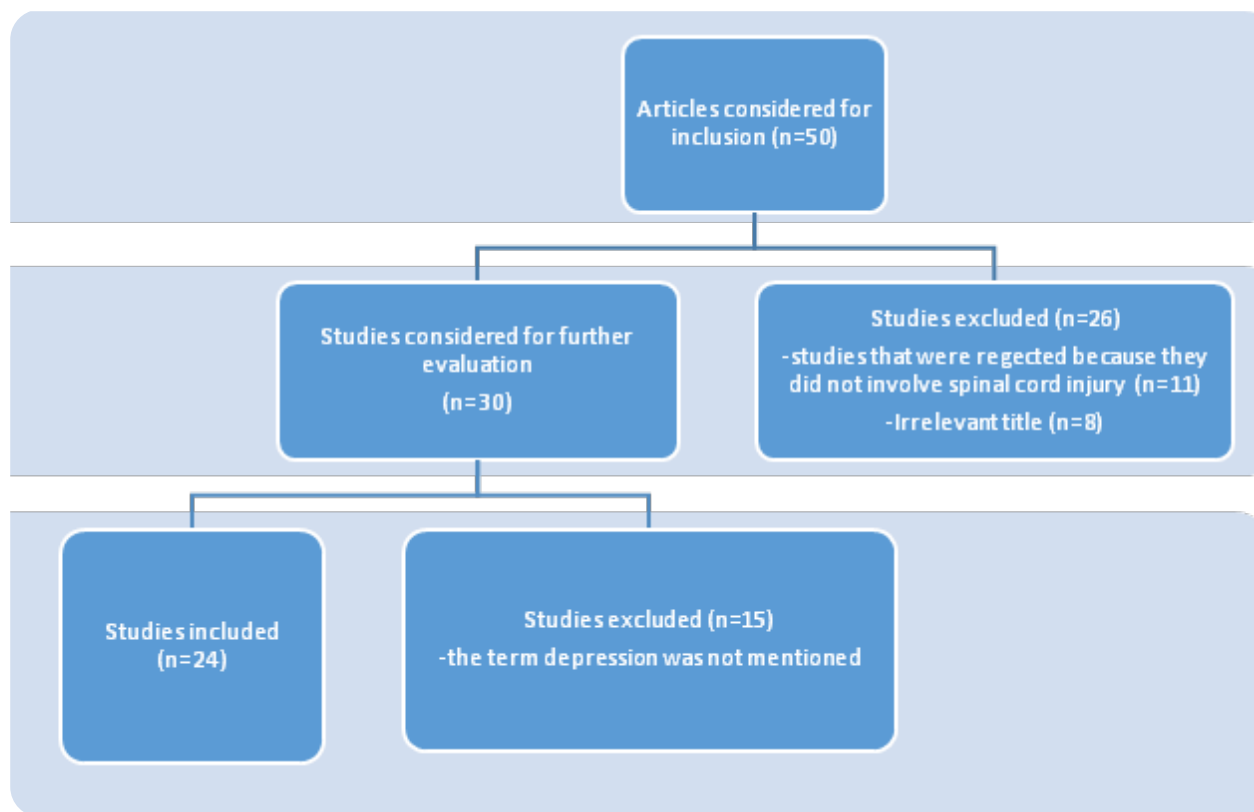 Articles considered for
inclusion (n=50)
Studies considered for further
evaluation
(n=30)
Studies excluded (n=26)
-studies that were regected because they
did not involve spinal cord injury (n=11)
-Irrelevant title (n=8)
Studies included
(n=24)
Studies excluded (n=15)
-the term depression was not mentioned